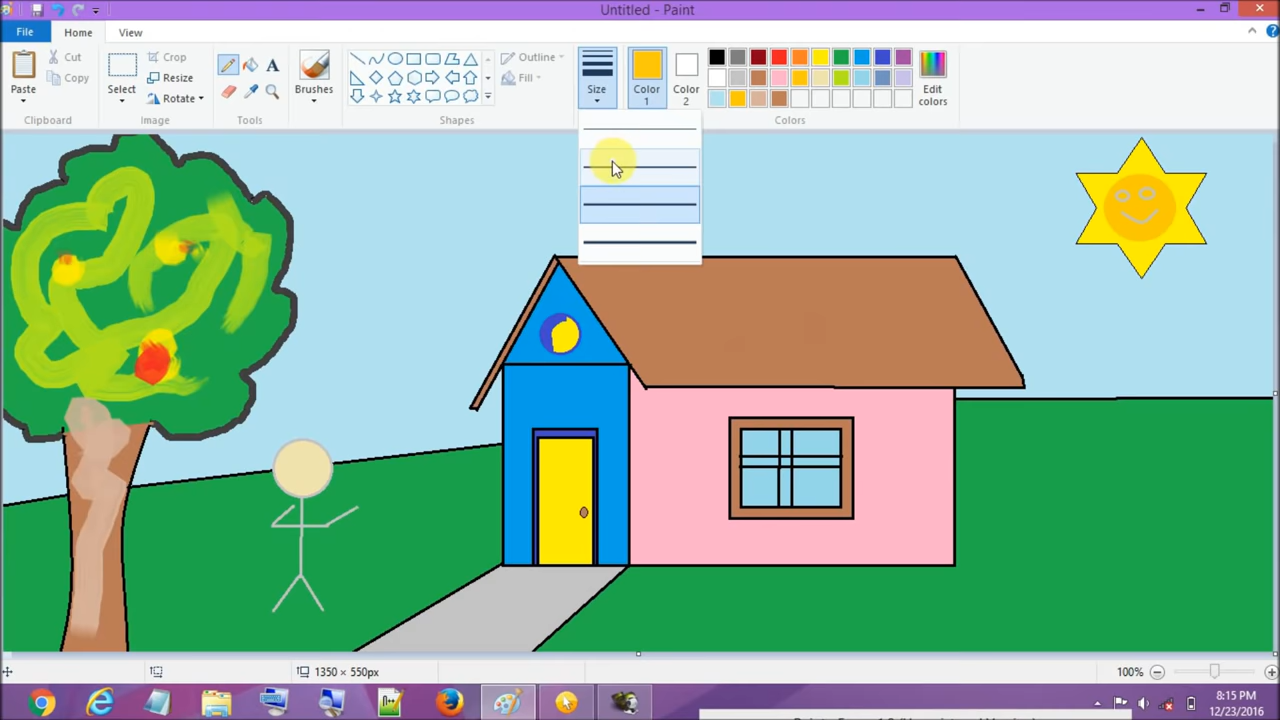 Untitled - Paint
File Home View
Paste
Cut
Copy
Clipboard
Select
Crop
Resize
Rotate
Image
A
Tools
Brushes
Outline
Fill
Shapes
Size
Color 1
Color 2
Edit colors
Colors
1350 × 550px
100%
8:15 PM
12/23/2016